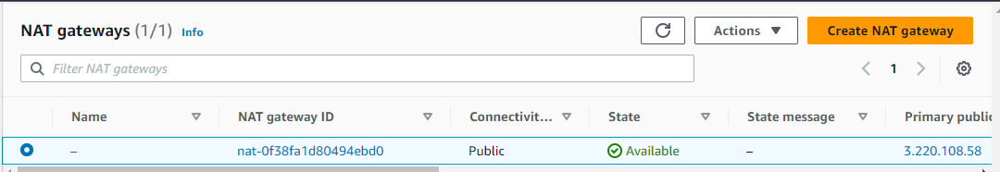 NAT gateways (1/1) Info
Actions ▼
Create NAT gateway
Filter NAT gateways
1
Name NAT gateway ID Connectivit... State State message Primary public
– nat-0f38fa1d80494ebd0 Public Available – 3.220.108.58